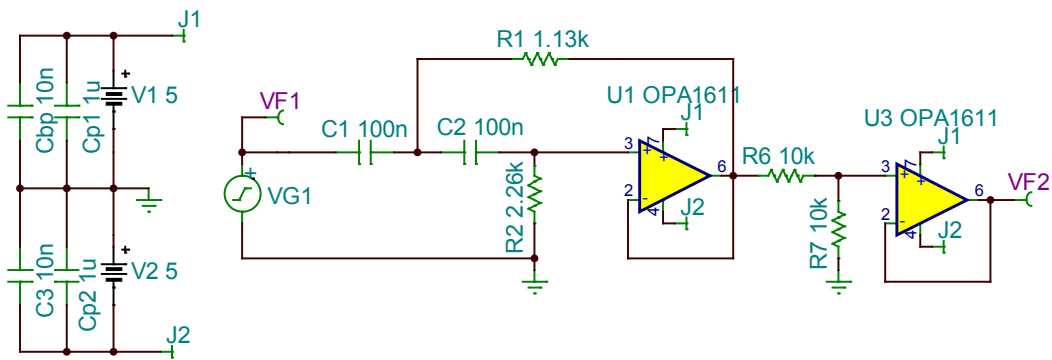 J1
Cbp 10n
Cp1 1u
+
V1 5
C3 10n
Cp2 1u
+
V2 5
J2
VF1
+
VG1
C1 100n
C2 100n
R1 1.13k
R2 2.26k
U1 OPA1611
J1
3
+
+
7
2
-
4
6
J2
R6 10k
R7 10k
U3 OPA1611
J1
3
+
+
7
2
-
4
6
J2
VF2